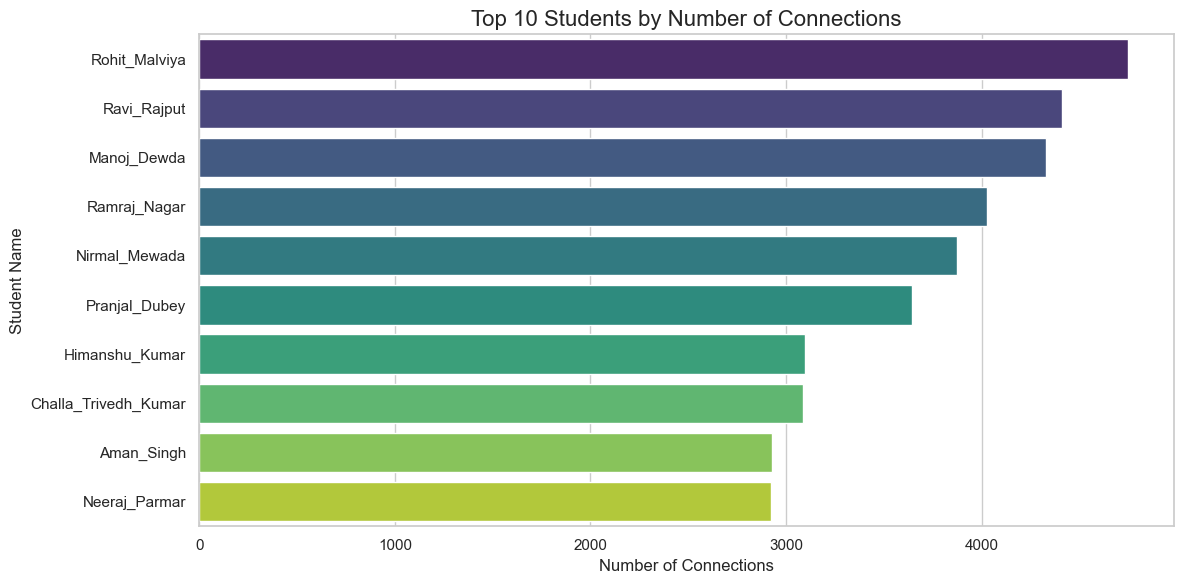 Top 10 Students by Number of Connections
Student Name
Rohit_Malviya
Ravi_Rajput
Manoj_Dewda
Ramraj_Nagar
Nirmal_Mewada
Pranjal_Dubey
Himanshu_Kumar
Challa_Trivedh_Kumar
Aman_Singh
Neeraj_Parmar
0 1000 2000 3000 4000
Number of Connections